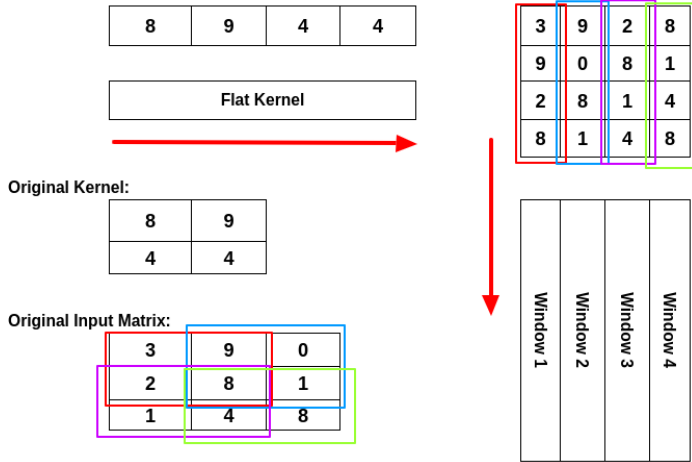 8 9 4 4
Flat Kernel
Original Kernel:
8 9
4 4
Original Input Matrix:
3 9 0
2 8 1
1 4 8
3 9 2 8
9 0 8 1
2 8 1 4
8 1 4 8
Window 1
Window 2
Window 3
Window 4